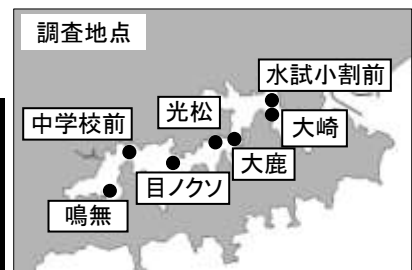 調査地点
水試小割前
光松
中学校前
大崎
大鹿
目ノクソ
鳴無